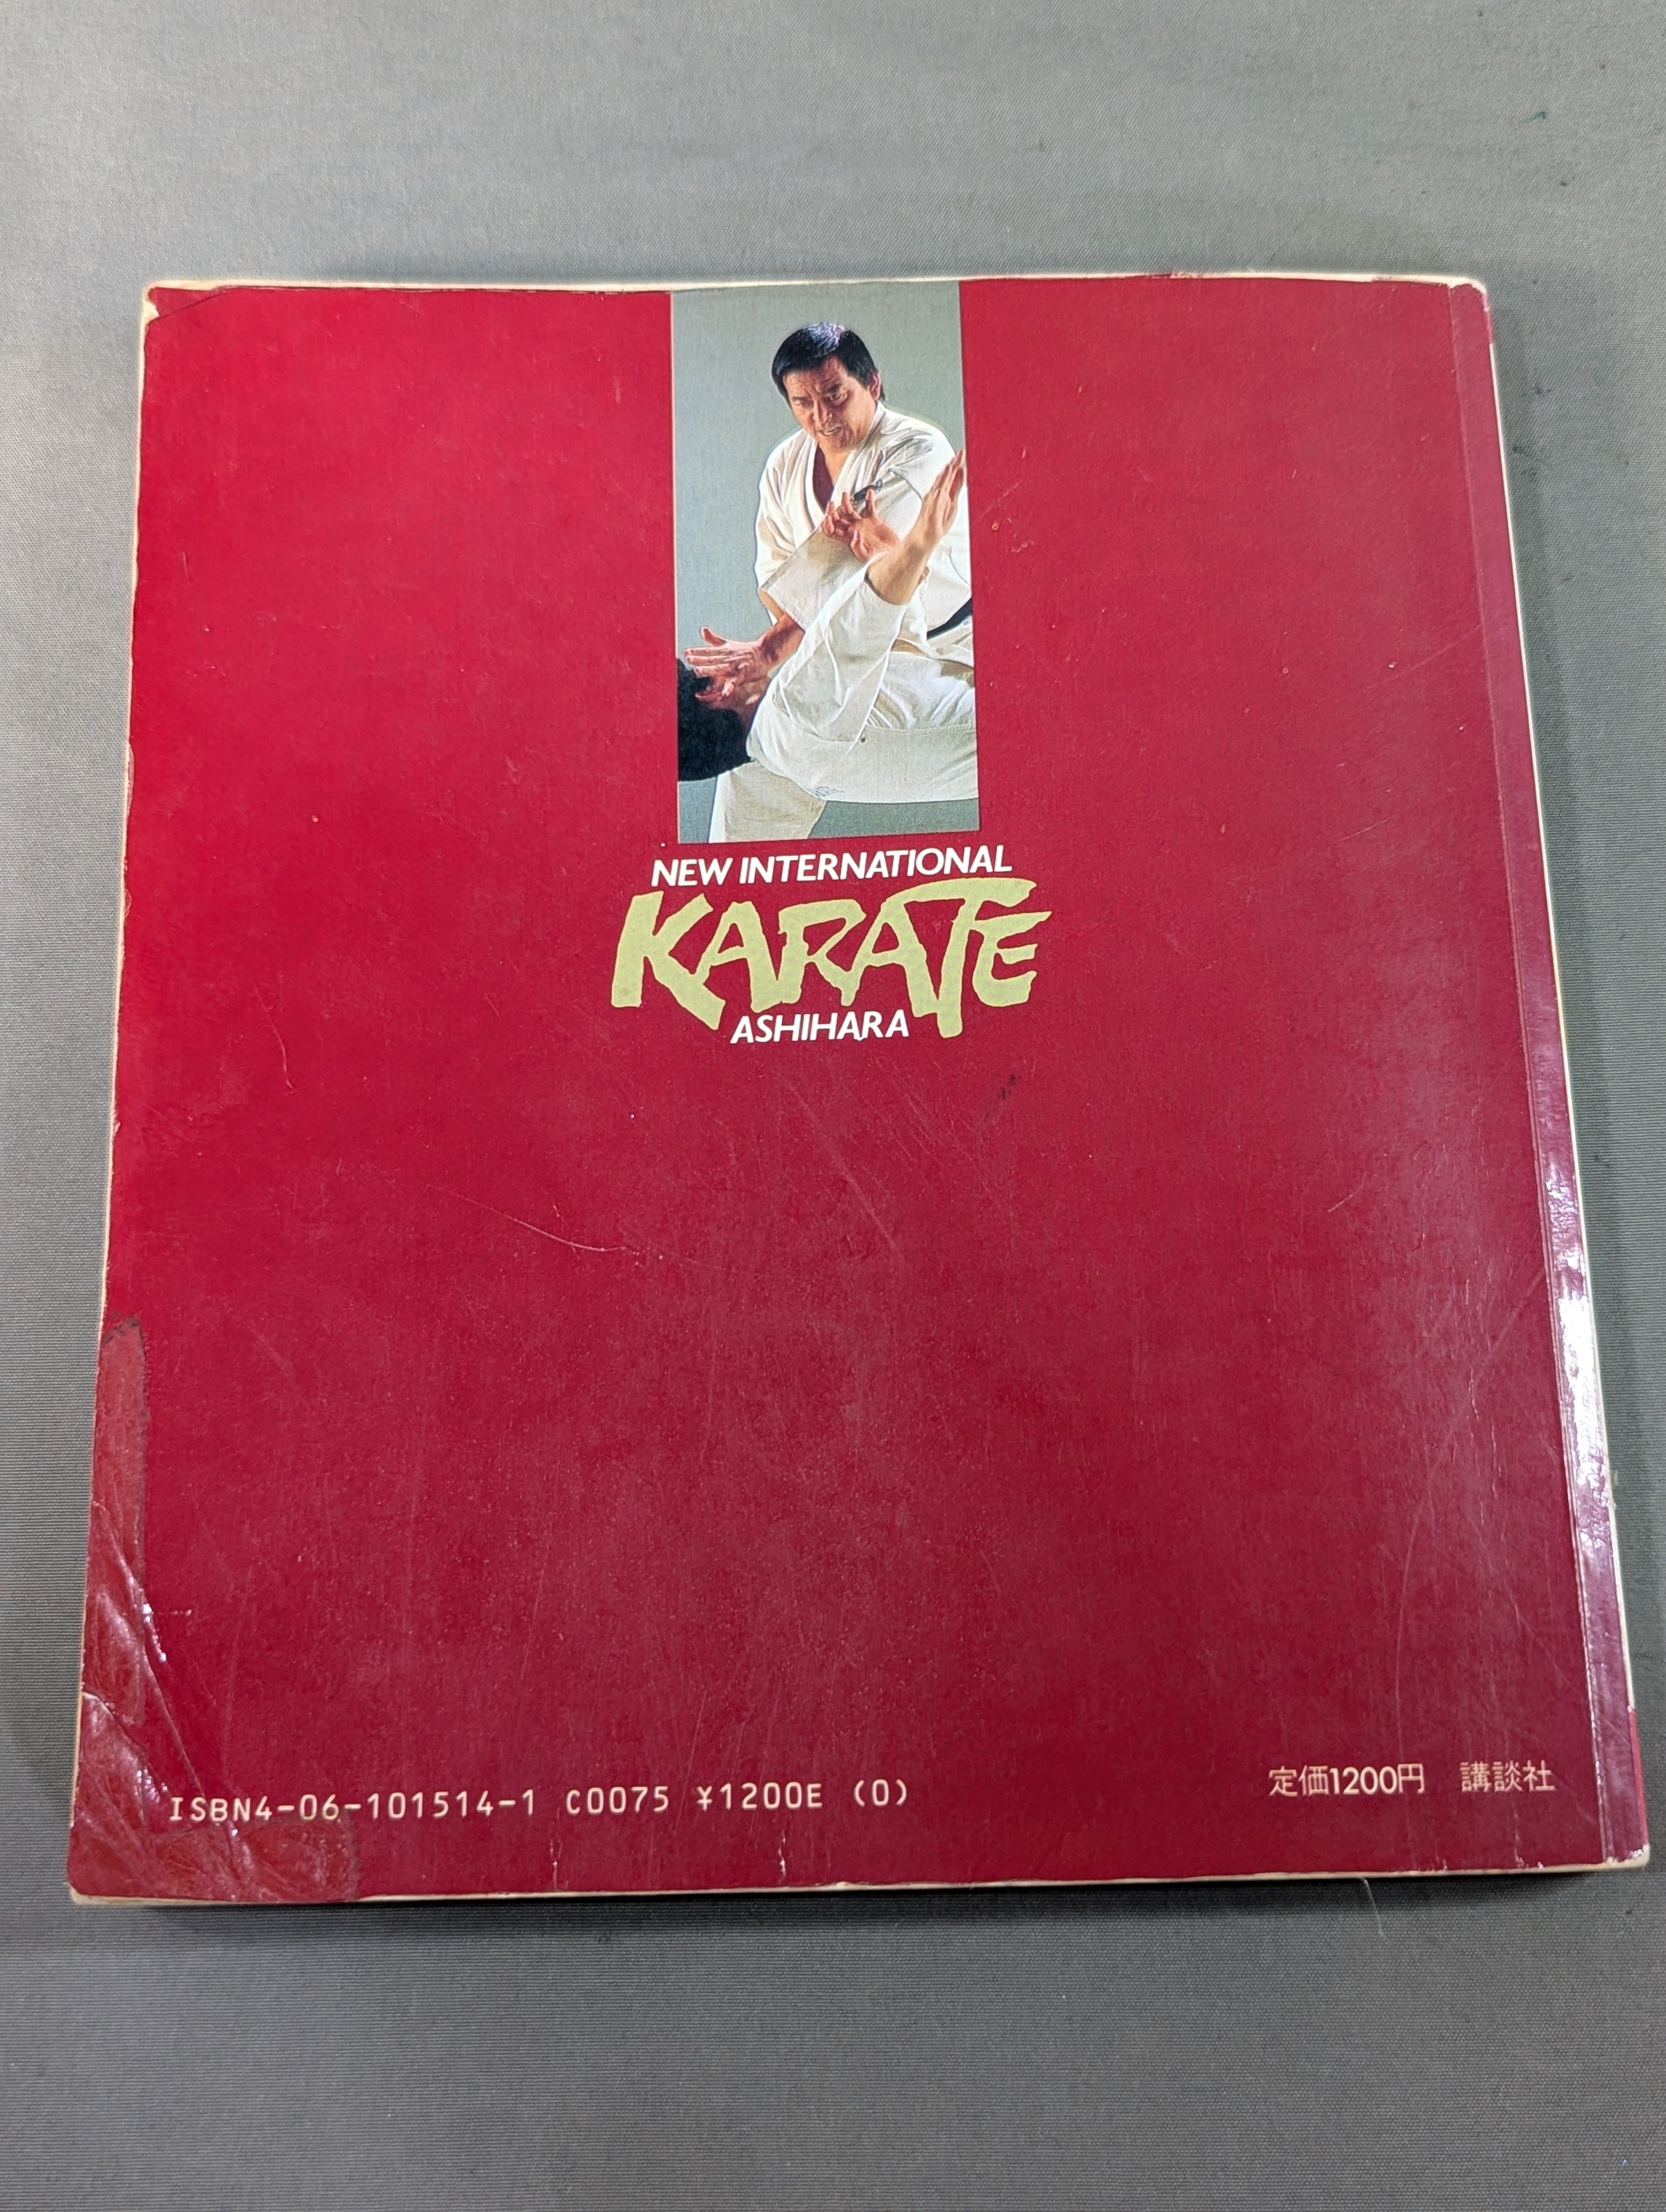 NEW INTERNATIONAL
KARATE
ASHIHARA
ISBN4-06-101514-1 C0075 ¥1200E (0)
定価1200円 講談社